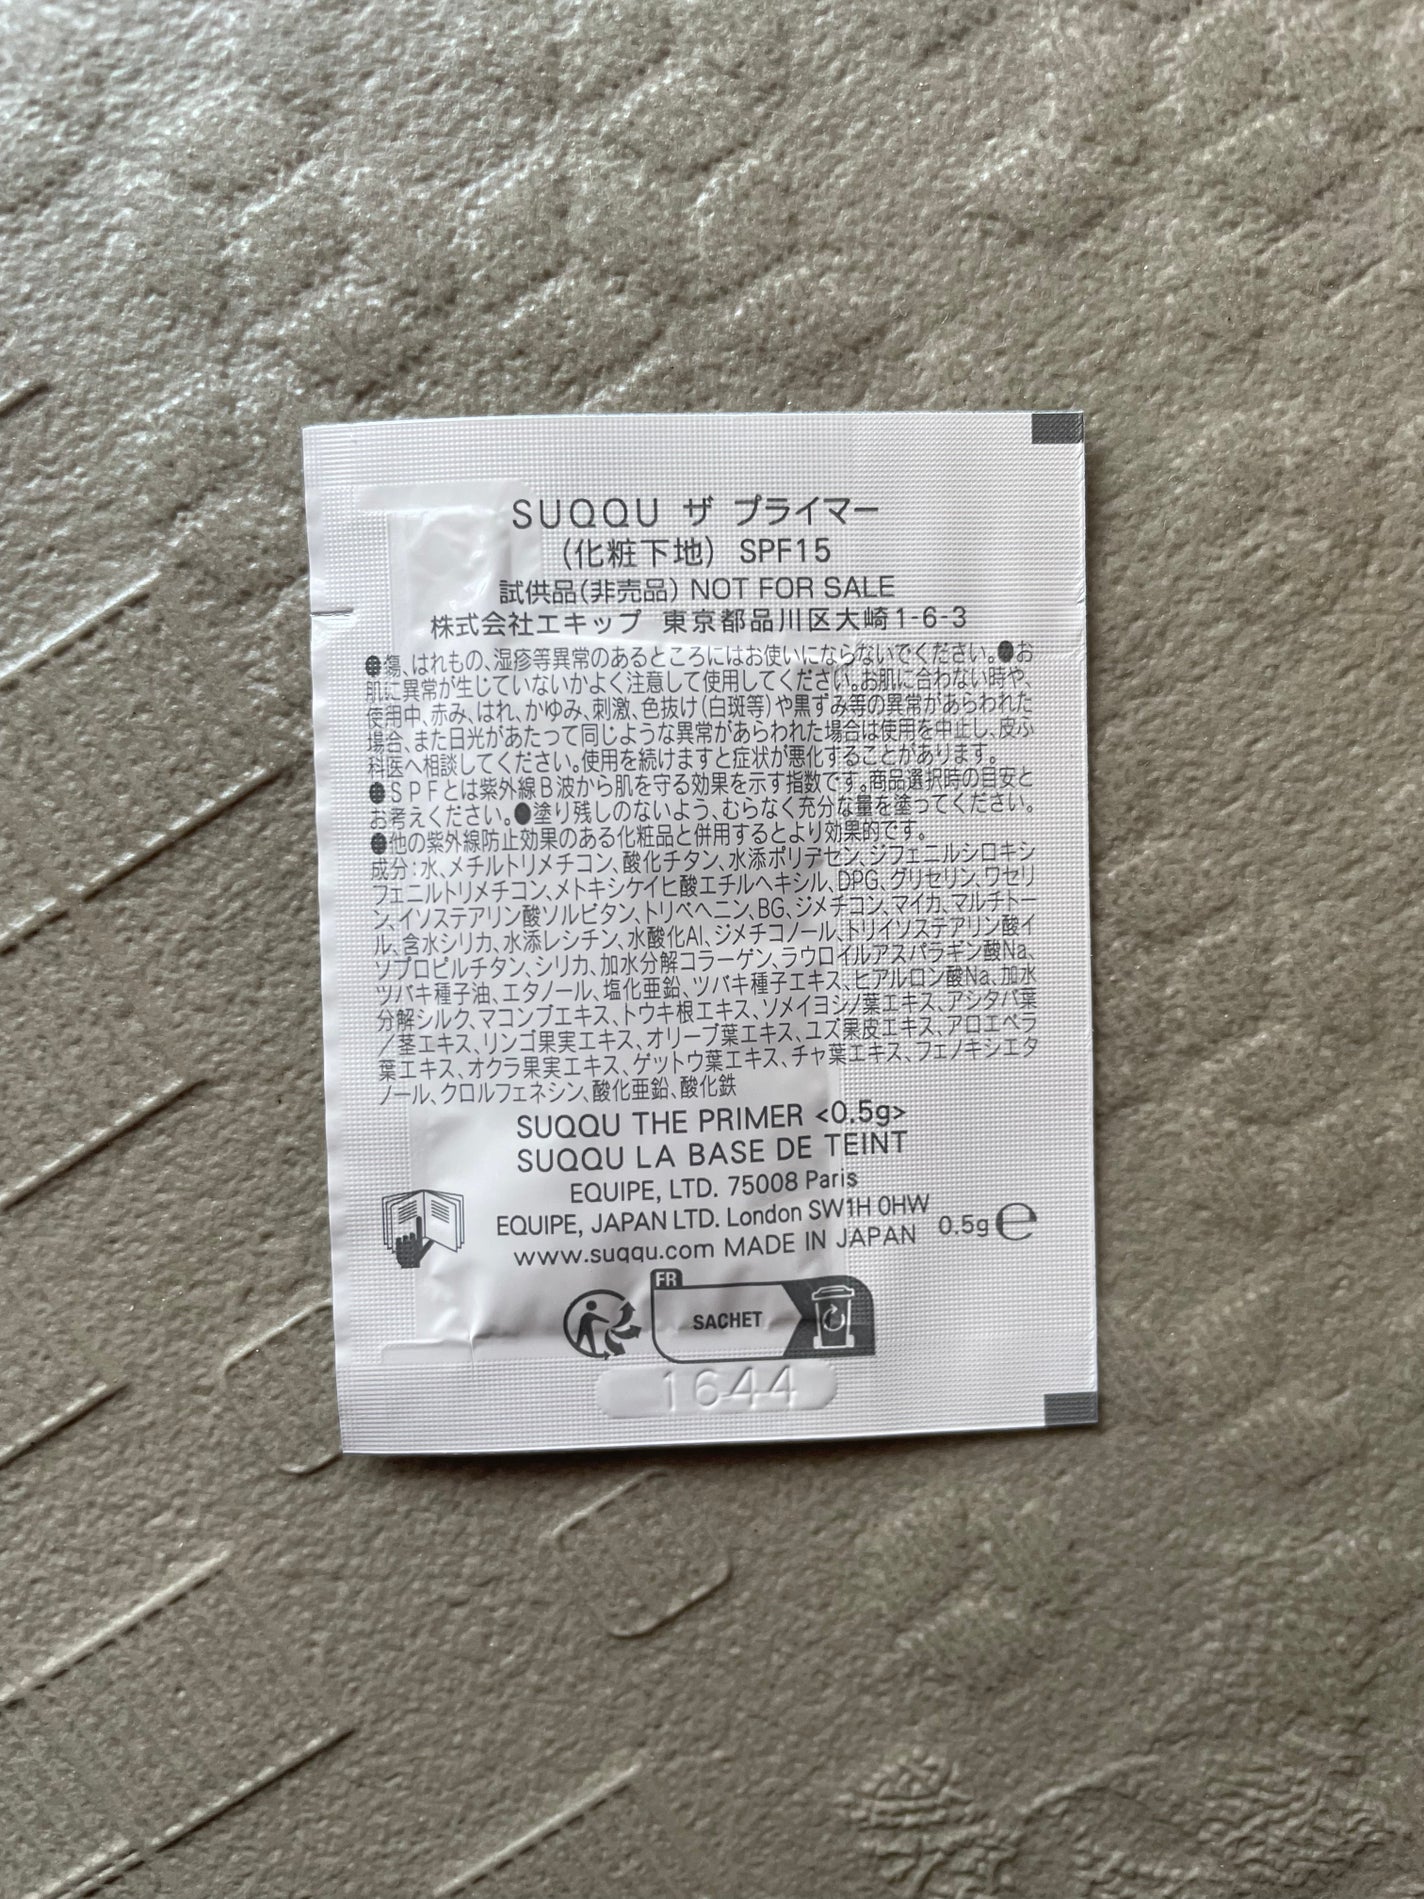 SUQQU ザ プライマー
(化粧下地) SPF15
試供品(非売品) NOT FOR SALE
株式会社エキップ 東京都品川区大崎1-6-3
●傷、はれもの、湿疹等異常のあるところにはお使いにならないでください。●お
肌に異常が生じていないかよく注意して使用してください。お肌に合わない時や、
使用中、赤み、はれ、かゆみ、刺激、色抜け(白斑等)や黒ずみ等の異常があらわれた
場合、また日光があたって同じような異常があらわれた場合は使用を中止し、皮ふ
科医へ相談してください。使用を続けますと症状が悪化することがあります。
●SPFとは紫外線B波から肌を守る効果を示す指数です。商品選択時の目安と
お考えください。●塗り残しのないよう、むらなく充分な量を塗ってください。
●他の紫外線防止効果のある化粧品と併用するとより効果的です。
成分:水、メチルトリメチコン、酸化チタン、水添ポリデセン、ジフェニルシロキシ
フェニルトリメチコン、メトキシケイヒ酸エチルヘキシル、DPG、グリセリン、ワセリ
ン、イソステアリン酸ソルビタン、トリベヘニン、BG、ジメチコン、マイカ、マルチトー
ル、含水シリカ、水添レシチン、水酸化Al、ジメチコノール、トリイソステアリン酸イ
ソプロピルチタン、シリカ、加水分解コラーゲン、ラウロイルアスパラギン酸Na、
ツバキ種子油、エタノール、塩化亜鉛、ツバキ種子エキス、ヒアルロン酸Na、加水
分解シルク、マコンブエキス、トウキ根エキス、ソメイヨシノ葉エキス、アシタバ葉
/茎エキス、リンゴ果実エキス、オリーブ葉エキス、ユズ果皮エキス、アロエベラ
葉エキス、オクラ果実エキス、ゲットウ葉エキス、チャ葉エキス、フェノキシエタ
ノール、クロルフェネシン、酸化亜鉛、酸化鉄
SUQQU THE PRIMER <0.5g>
SUQQU LA BASE DE TEINT
EQUIPE, LTD. 75008 Paris
EQUIPE, JAPAN LTD. London SW1H 0HW
www.suqqu.com MADE IN JAPAN 0.5g ℮
FR
SACHET
1644